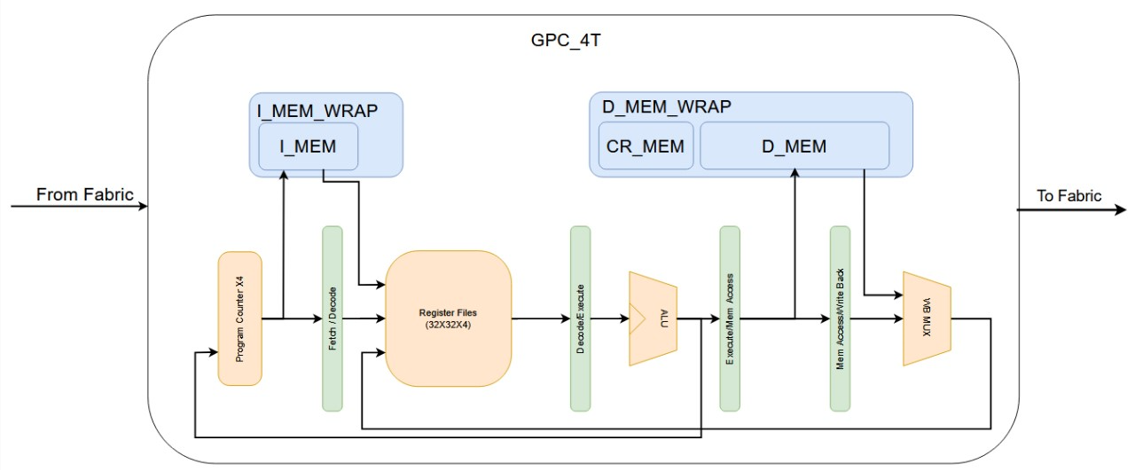 GPC_4T
I_MEM_WRAP
I_MEM
D_MEM_WRAP
CR_MEM
D_MEM
From Fabric
To Fabric
Program Counter X4
Fetch / Decode
Register Files
(32X32X4)
Decode/Execute
ALU
Execute/Mem Access
Mem Access/Write Back
WB MUX